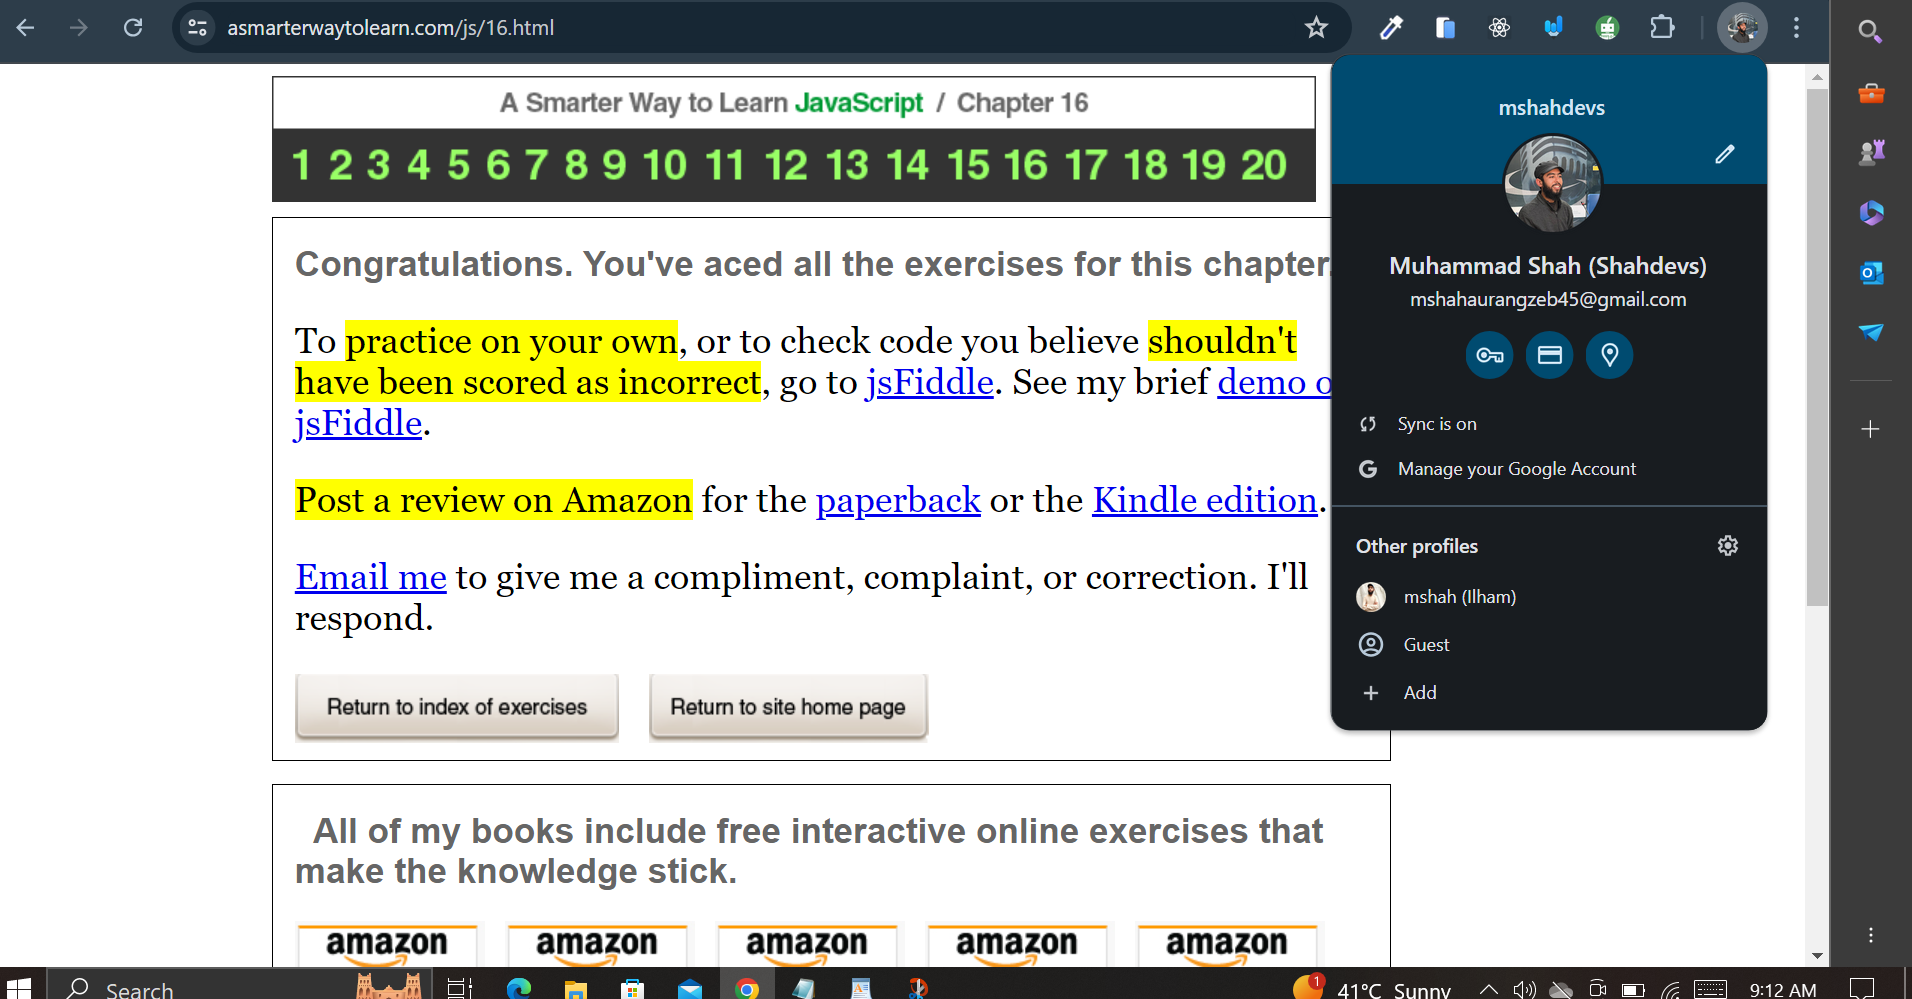 asmarterwaytolearn.com/js/16.html
A Smarter Way to Learn JavaScript / Chapter 16
1 2 3 4 5 6 7 8 9 10 11 12 13 14 15 16 17 18 19 20
Congratulations. You've aced all the exercises for this chapter.
To practice on your own, or to check code you believe shouldn't
have been scored as incorrect, go to jsFiddle. See my brief demo o
jsFiddle.
Post a review on Amazon for the paperback or the Kindle edition.
Email me to give me a compliment, complaint, or correction. I'll
respond.
Return to index of exercises
Return to site home page
All of my books include free interactive online exercises that
make the knowledge stick.
amazon amazon amazon amazon amazon
mshahdevs
Muhammad Shah (Shahdevs)
mshahaurangzeb45@gmail.com
Sync is on
G Manage your Google Account
Other profiles
mshah (Ilham)
Guest
Add
Search
1
41°C Sunny
9:12 AM